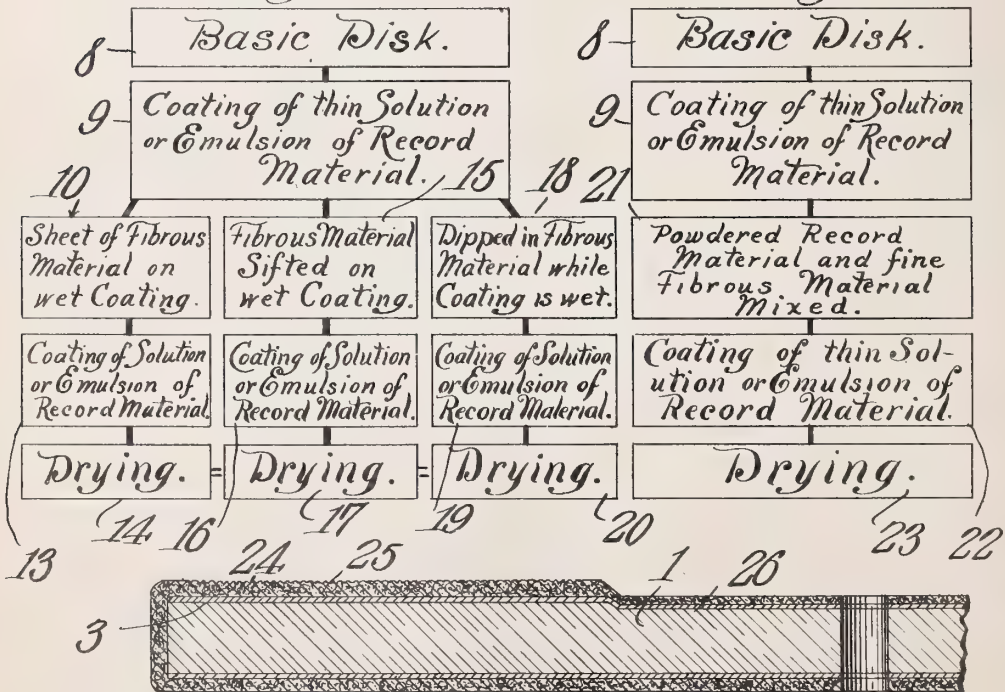 8
Basic Disk.
9
Coating of thin Solution
or Emulsion of Record
Material.
15
18
10
Sheet of Fibrous
Material on
wet Coating.
Fibrous Material
Sifted on
wet Coating.
Dipped in Fibrous
Material while
Coating is wet.
Coating of Solution
or Emulsion of
Record Material.
Coating of Solution
or Emulsion of
Record Material.
Coating of Solution
or Emulsion of
Record Material.
Drying.
=
Drying.
=
Drying.
13
14
16
17
19
20
8
Basic Disk.
9
Coating of thin Solution
or Emulsion of Record
Material.
21
Powdered Record
Material and fine
Fibrous Material
Mixed.
Coating of thin Sol-
ution or Emulsion of
Record Material.
Drying.
23
22
24
25
1
26
3